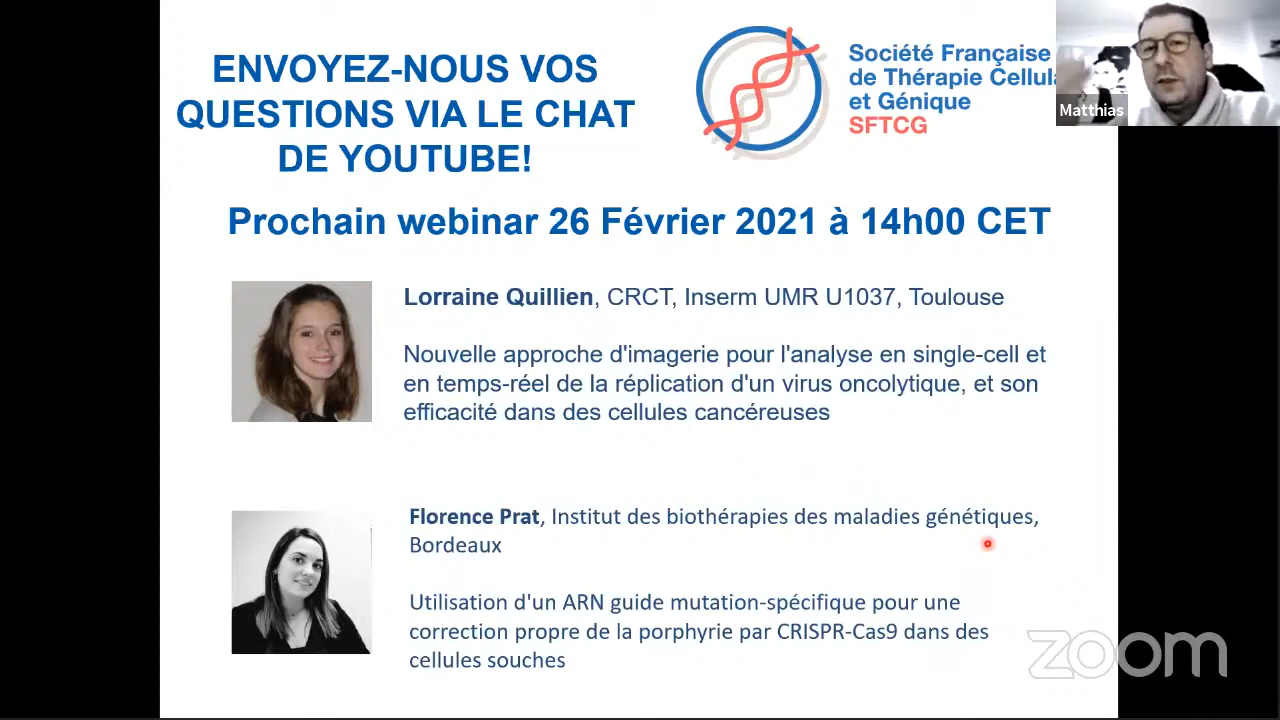 ENVOYEZ-NOUS VOS
QUESTIONS VIA LE CHAT
DE YOUTUBE!
Société Française
de Thérapie Cellula
et Génique
SFTCG
Matthias
Prochain webinar 26 Février 2021 à 14h00 CET
Lorraine Quillien, CRCT, Inserm UMR U1037, Toulouse
Nouvelle approche d'imagerie pour l'analyse en single-cell et
en temps-réel de la réplication d'un virus oncolytique, et son
efficacité dans des cellules cancéreuses
Florence Prat, Institut des biothérapies des maladies génétiques,
Bordeaux
Utilisation d'un ARN guide mutation-spécifique pour une
correction propre de la porphyrie par CRISPR-Cas9 dans des
cellules souches
zoom